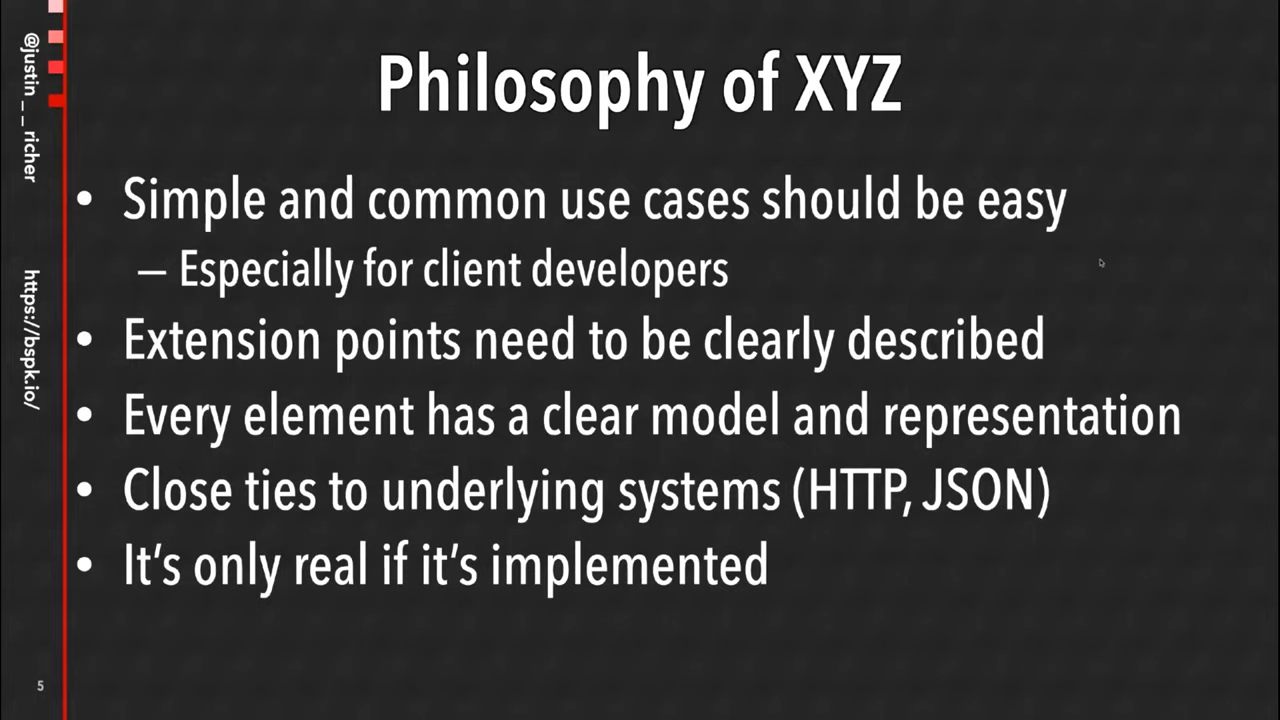 Philosophy of XYZ
• Simple and common use cases should be easy
– Especially for client developers
• Extension points need to be clearly described
• Every element has a clear model and representation
• Close ties to underlying systems (HTTP, JSON)
• It’s only real if it’s implemented
@justin__richer
https://bspk.io/
5